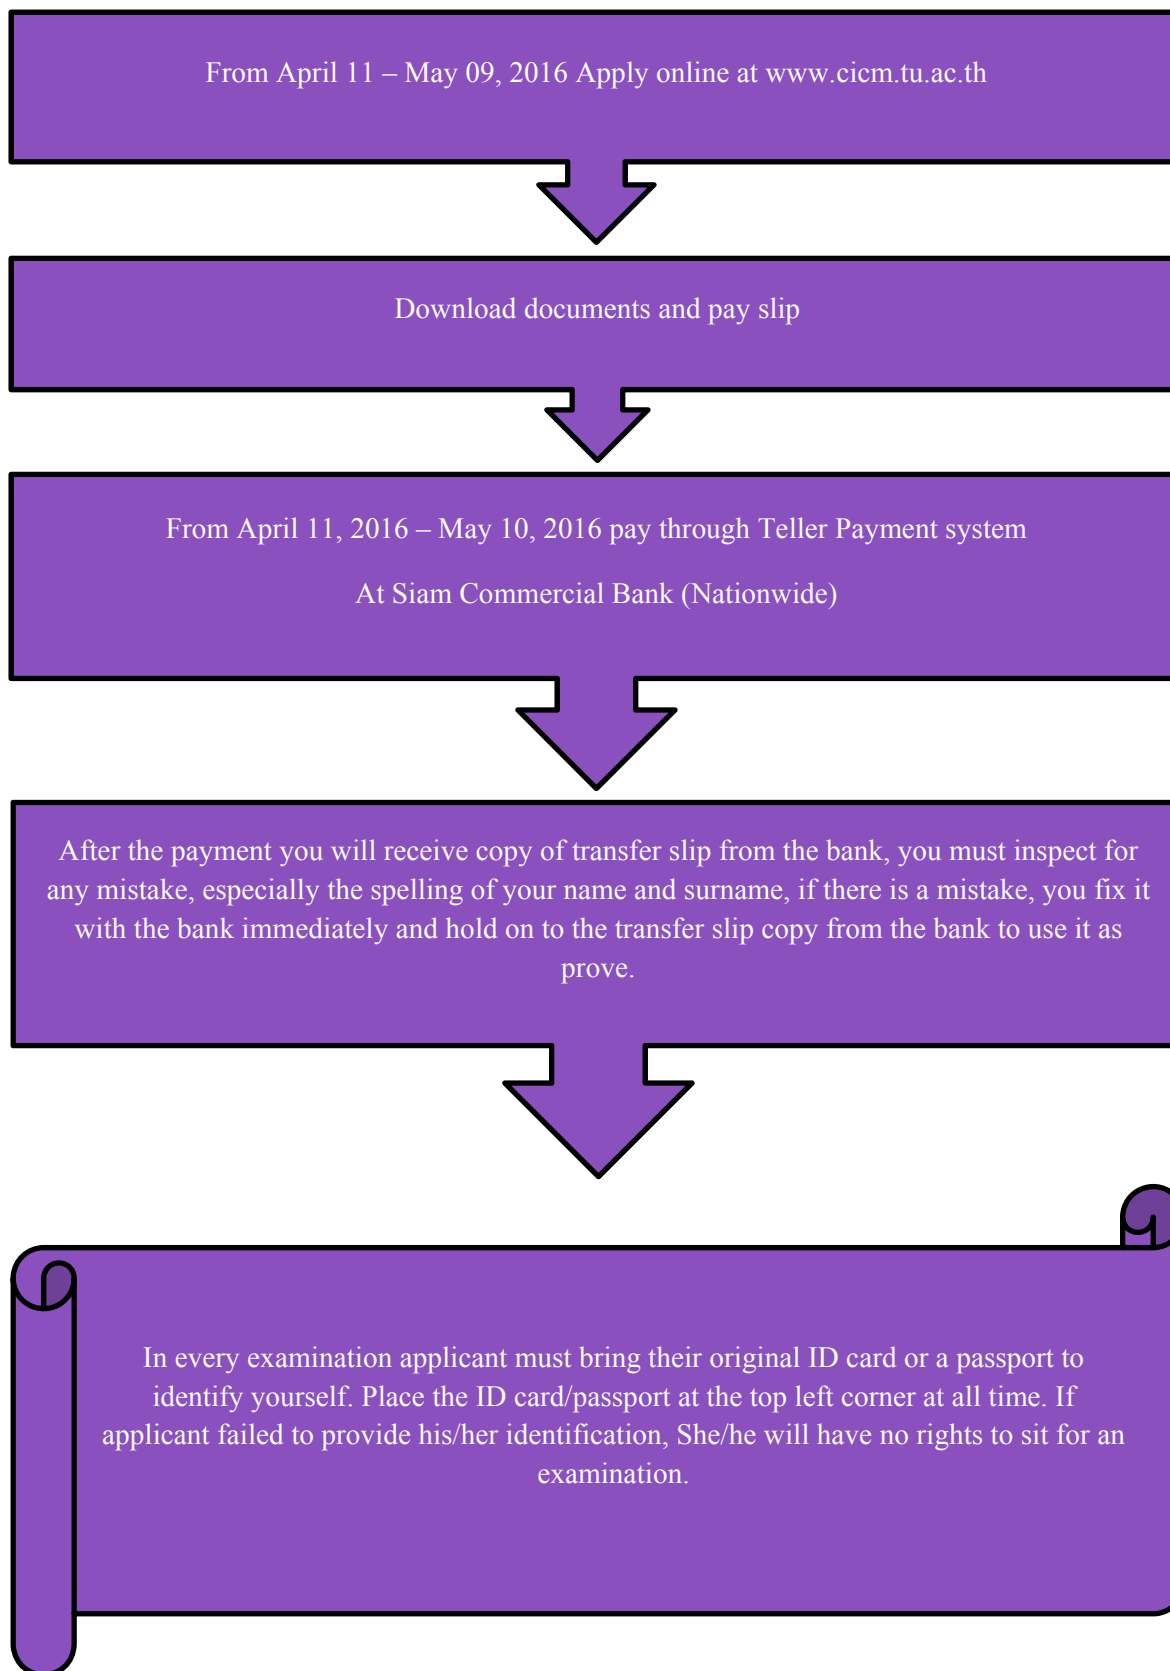 From April 11 – May 09, 2016 Apply online at www.cicm.tu.ac.th
Download documents and pay slip
From April 11, 2016 – May 10, 2016 pay through Teller Payment system
At Siam Commercial Bank (Nationwide)
After the payment you will receive copy of transfer slip from the bank, you must inspect for
any mistake, especially the spelling of your name and surname, if there is a mistake, you fix it
with the bank immediately and hold on to the transfer slip copy from the bank to use it as
prove.
In every examination applicant must bring their original ID card or a passport to
identify yourself. Place the ID card/passport at the top left corner at all time. If
applicant failed to provide his/her identification, She/he will have no rights to sit for an
examination.